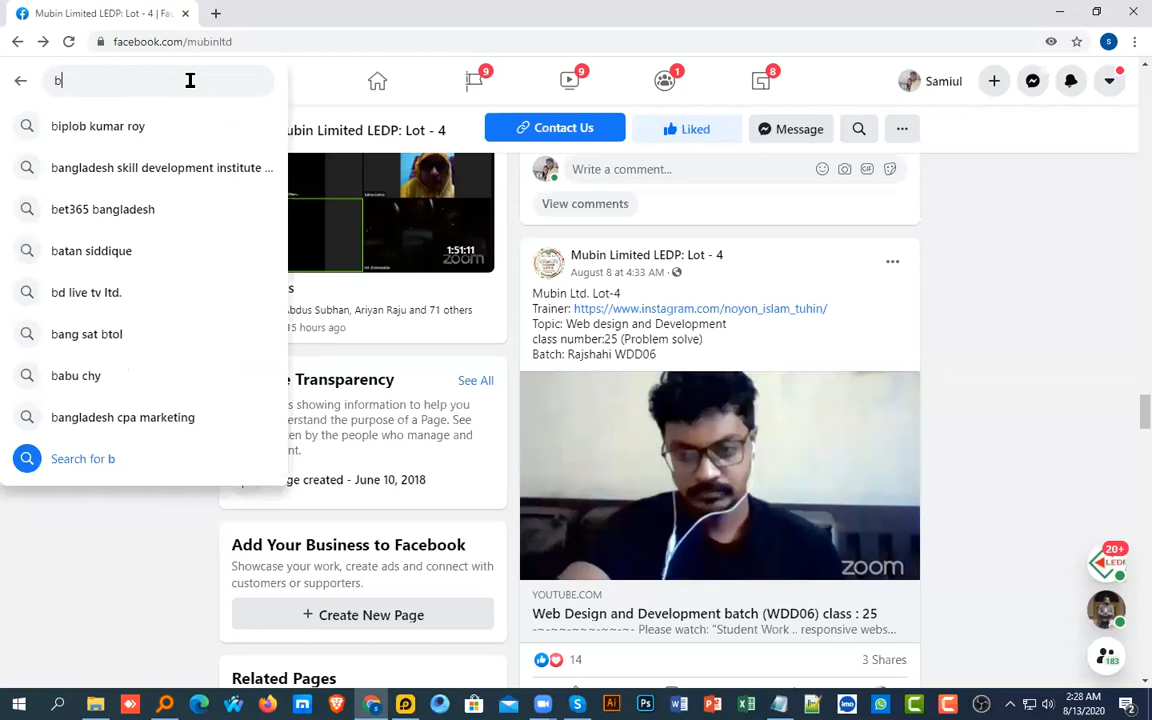 Mubin Limited LEDP: Lot - 4 | Fac
facebook.com/mubinltd
S
b
9
9
1
8
Samiul
biplob kumar roy
bangladesh skill development institute ...
bet365 bangladesh
batan siddique
bd live tv ltd.
bang sat btol
babu chy
bangladesh cpa marketing
Search for b
ubin Limited LEDP: Lot - 4
Contact Us
Liked
Message
1:51:11
zoom
s
Abdus Subhan, Ariyan Raju and 71 others
15 hours ago
Transparency
See All
s showing information to help you
erstand the purpose of a Page. See
en by the people who manage and
ent.
ge created - June 10, 2018
Add Your Business to Facebook
Showcase your work, create ads and connect with
customers or supporters.
+ Create New Page
Related Pages
Write a comment...
GIF
View comments
Mubin Limited LEDP: Lot - 4
August 8 at 4:33 AM ·
Mubin Ltd. Lot-4
Trainer: https://www.instagram.com/noyon_islam_tuhin/
Topic: Web design and Development
class number:25 (Problem solve)
Batch: Rajshahi WDD06
zoom
YOUTUBE.COM
Web Design and Development batch (WDD06) class : 25
-~-~~-~~~-~~-~- Please watch: "Student Work .. responsive webs...
14
3 Shares
20+
LEDP
183
2:28 AM
8/13/2020
2